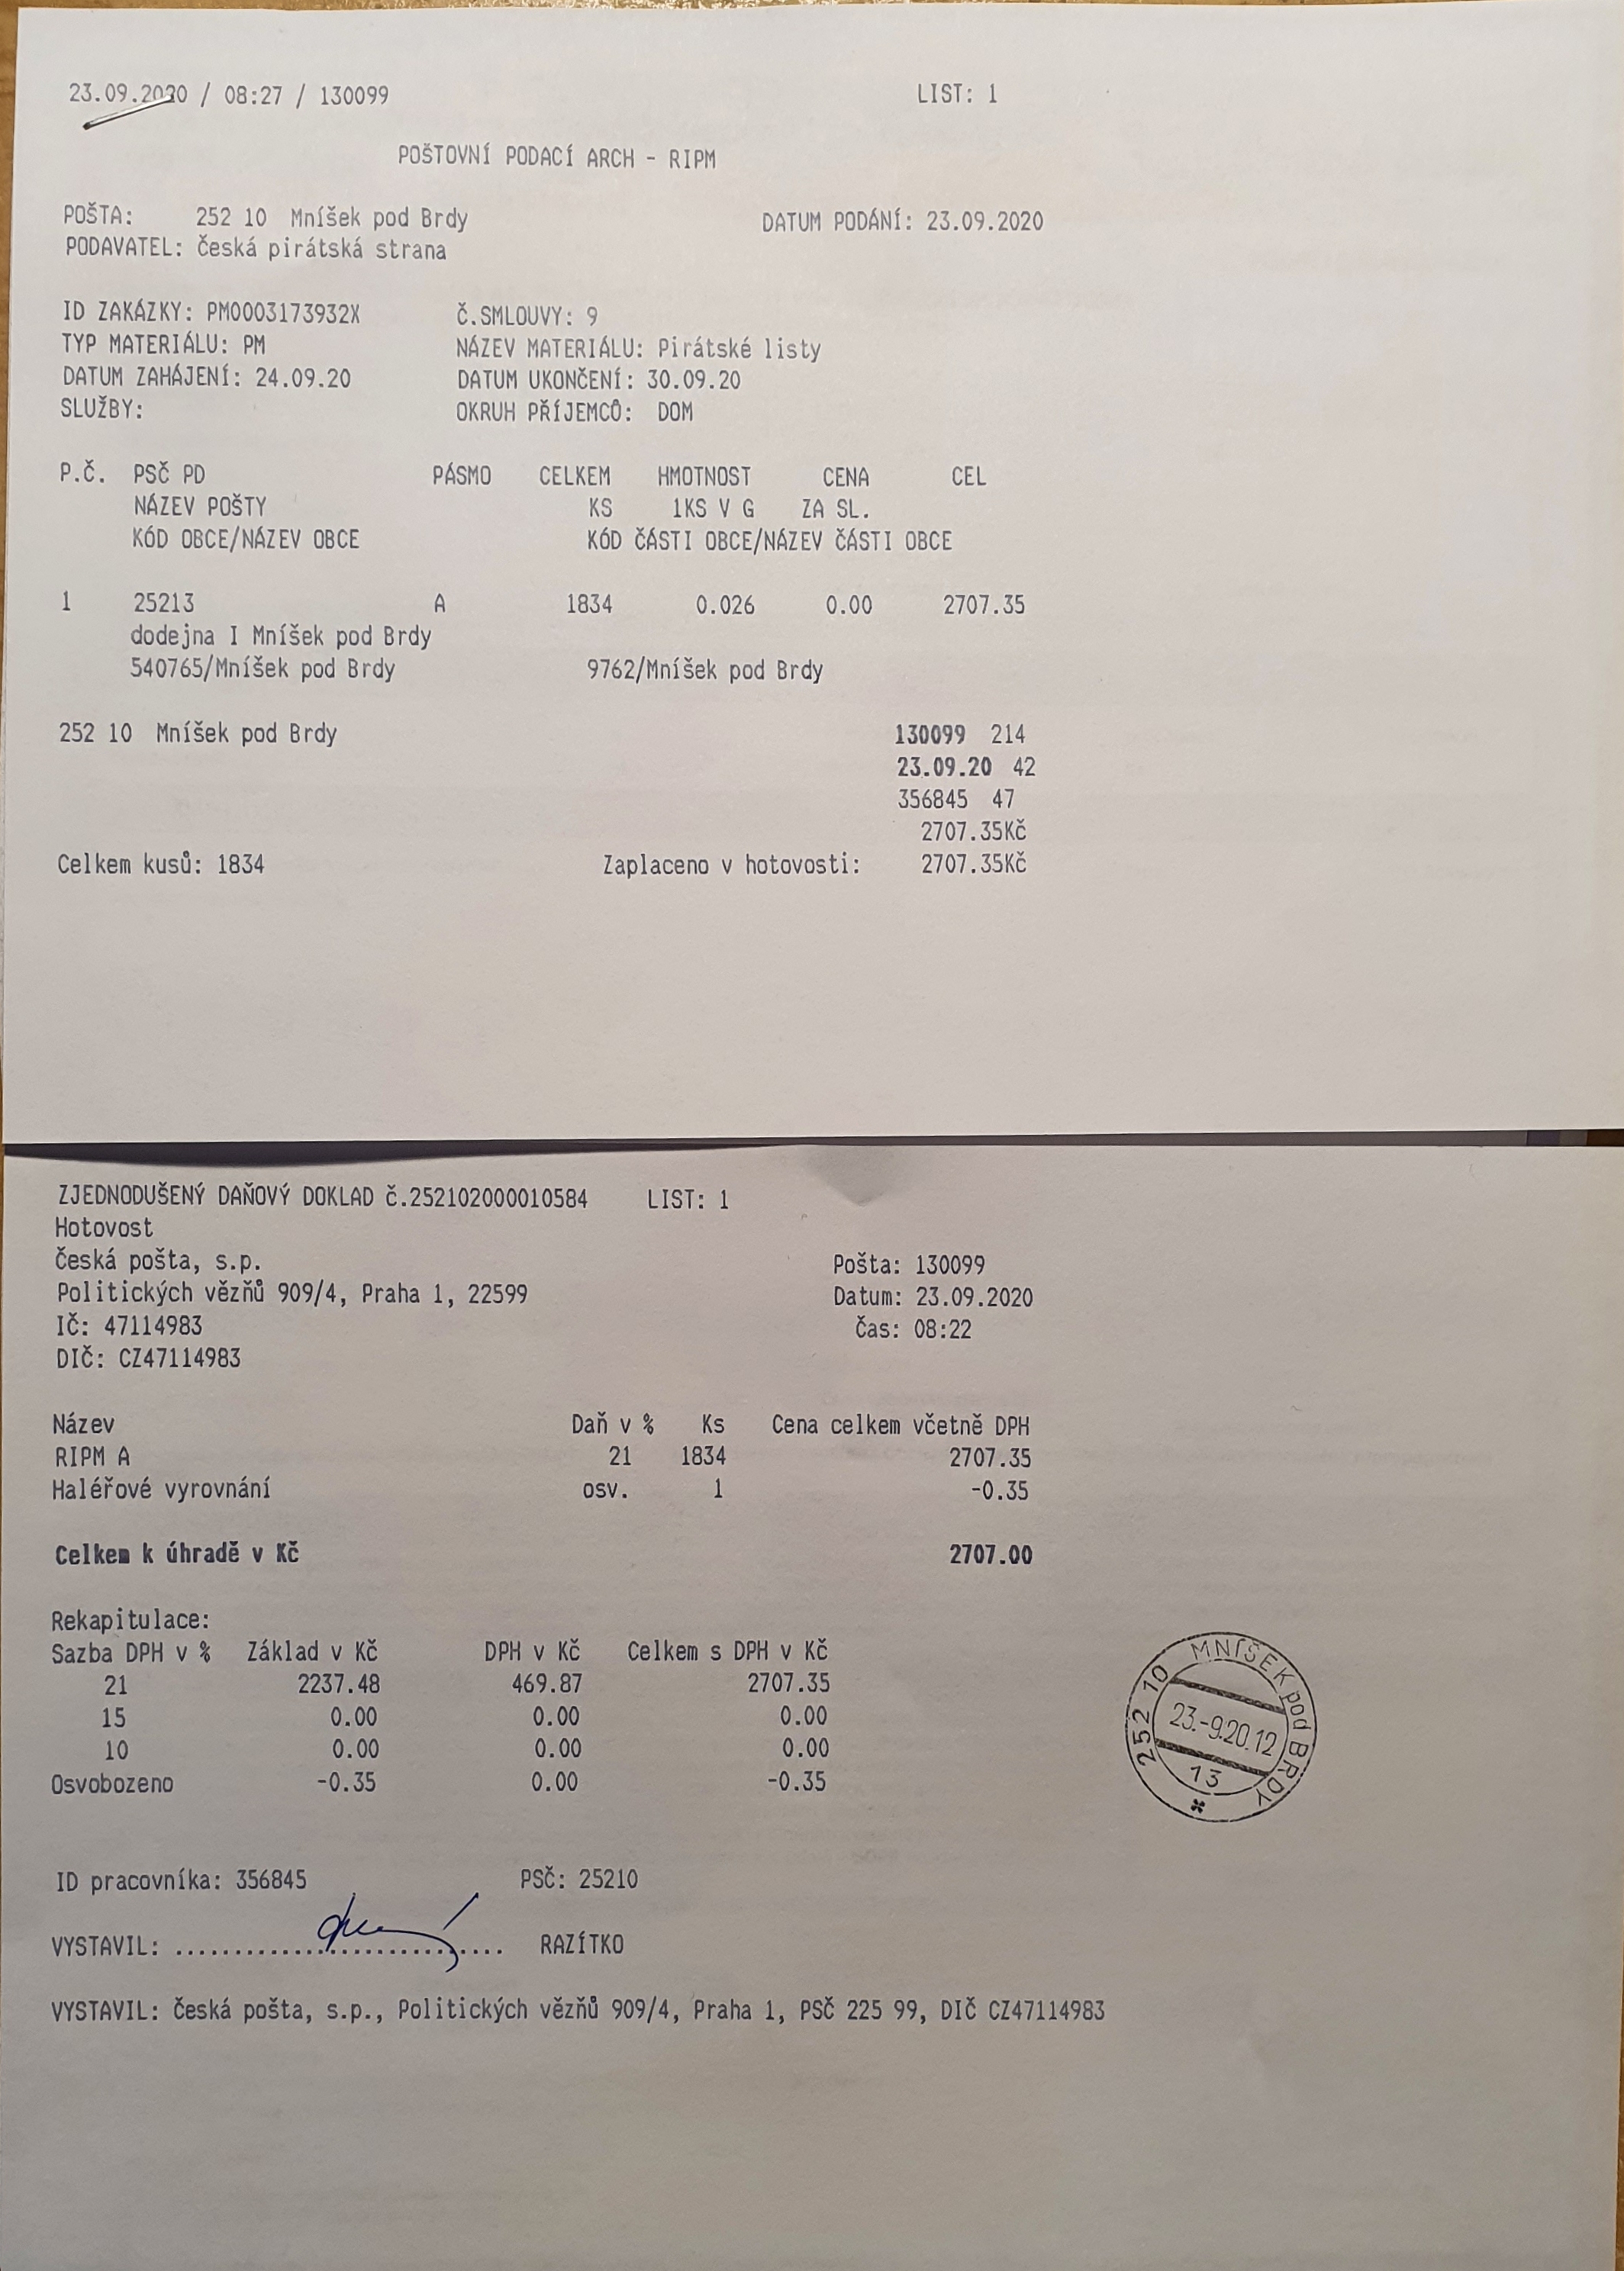 23.09.2020 / 08:27 / 130099 LIST: 1
POŠTOVNÍ PODACÍ ARCH - RIPM
POŠTA: 252 10 Mníšek pod Brdy DATUM PODÁNÍ: 23.09.2020
PODAVATEL: Česká pirátská strana
ID ZAKÁZKY: PM0003173932X Č.SMLOUVY: 9
TYP MATERIÁLU: PM NÁZEV MATERIÁLU: Pirátské listy
DATUM ZAHÁJENÍ: 24.09.20 DATUM UKONČENÍ: 30.09.20
SLUŽBY: OKRUH PŘÍJEMCŮ: DOM
P.Č. PSČ PD PÁSMO CELKEM HMOTNOST CENA CEL
NÁZEV POŠTY KS 1KS V G ZA SL.
KÓD OBCE/NÁZEV OBCE KÓD ČÁSTI OBCE/NÁZEV ČÁSTI OBCE
1 25213 A 1834 0.026 0.00 2707.35
dodejna I Mníšek pod Brdy
540765/Mníšek pod Brdy 9762/Mníšek pod Brdy
252 10 Mníšek pod Brdy 130099 214
23.09.20 42
356845 47
2707.35Kč
Celkem kusů: 1834 Zaplaceno v hotovosti: 2707.35Kč
ZJEDNODUŠENÝ DAŇOVÝ DOKLAD č.252102000010584 LIST: 1
Hotovost
Česká pošta, s.p. Pošta: 130099
Politických vězňů 909/4, Praha 1, 22599 Datum: 23.09.2020
IČ: 47114983 Čas: 08:22
DIČ: CZ47114983
Název Daň v % Ks Cena celkem včetně DPH
RIPM A 21 1834 2707.35
Haléřové vyrovnání osv. 1 -0.35
Celkem k úhradě v Kč 2707.00
Rekapitulace:
Sazba DPH v % Základ v Kč DPH v Kč Celkem s DPH v Kč
21 2237.48 469.87 2707.35
15 0.00 0.00 0.00
10 0.00 0.00 0.00
Osvobozeno -0.35 0.00 -0.35
252 10 MNÍŠEK pod BRDY
23.-9.20.12
13
ID pracovníka: 356845 PSČ: 25210
VYSTAVIL: .............................. RAZÍTKO
VYSTAVIL: Česká pošta, s.p., Politických vězňů 909/4, Praha 1, PSČ 225 99, DIČ CZ47114983